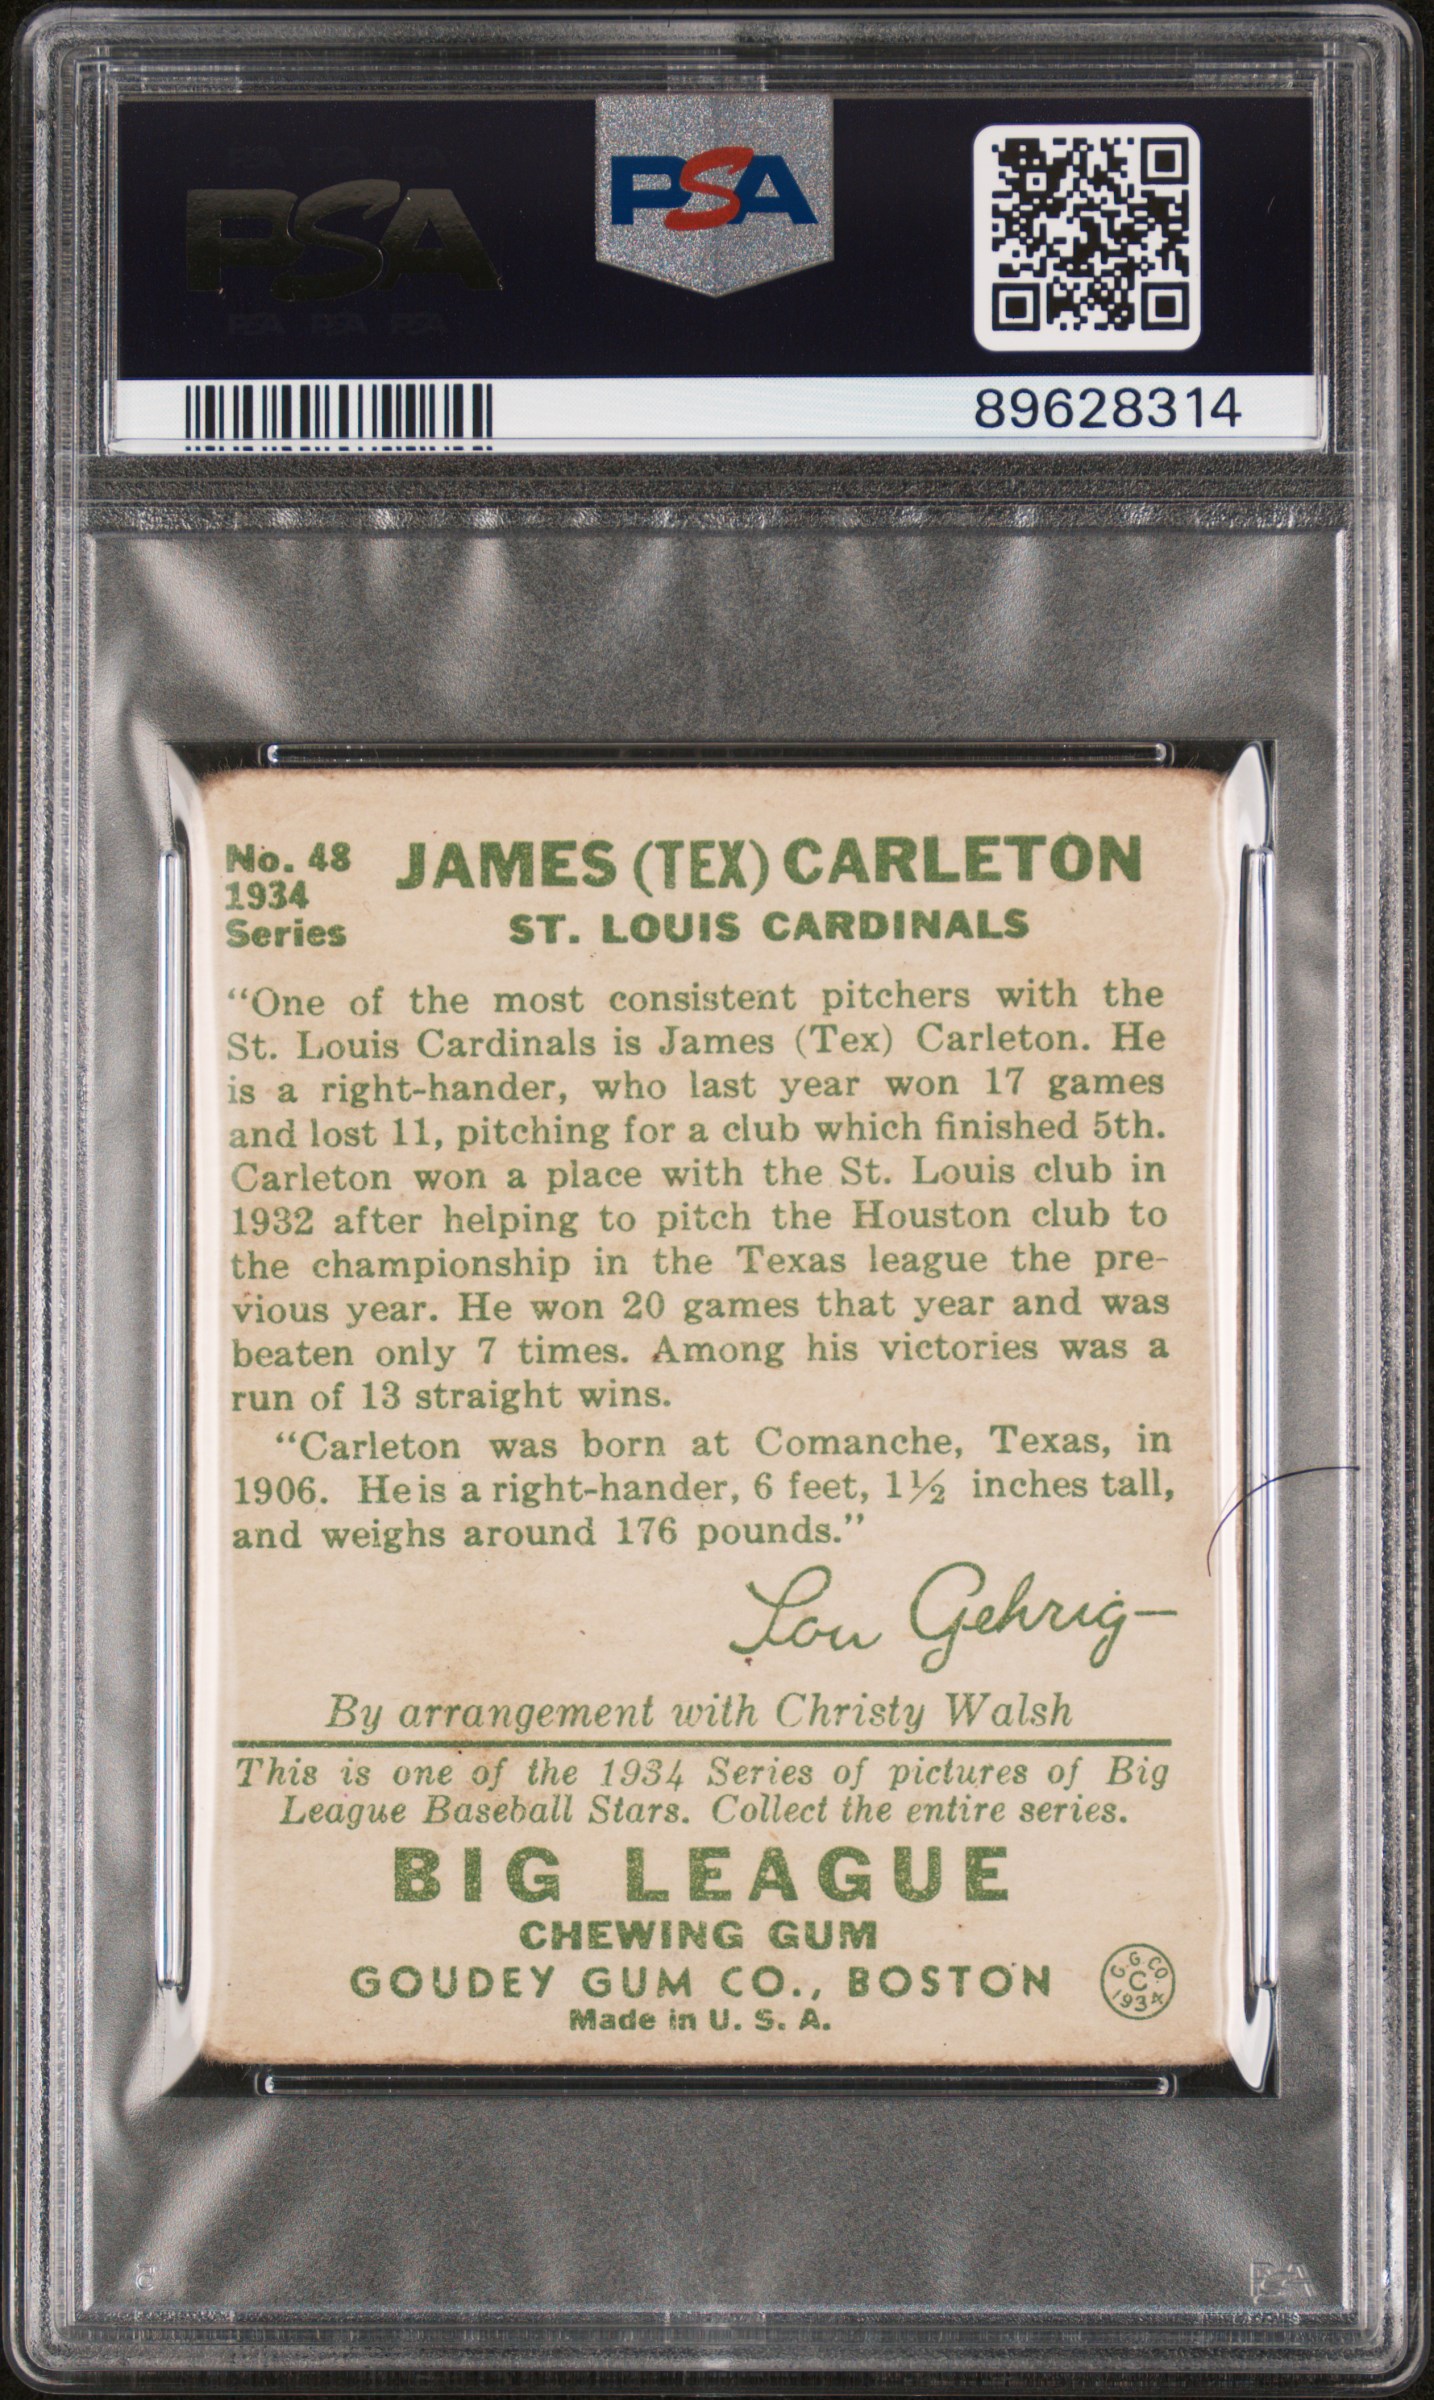 PSA
PSA
PSA PSA PSA
89628314
No. 48
1934
Series
JAMES (TEX) CARLETON
ST. LOUIS CARDINALS
“One of the most consistent pitchers with the
St. Louis Cardinals is James (Tex) Carleton. He
is a right-hander, who last year won 17 games
and lost 11, pitching for a club which finished 5th.
Carleton won a place with the St. Louis club in
1932 after helping to pitch the Houston club to
the championship in the Texas league the pre-
vious year. He won 20 games that year and was
beaten only 7 times. Among his victories was a
run of 13 straight wins.
“Carleton was born at Comanche, Texas, in
1906. He is a right-hander, 6 feet, 1½ inches tall,
and weighs around 176 pounds.”
Lou Gehrig
By arrangement with Christy Walsh
This is one of the 1934 Series of pictures of Big
League Baseball Stars. Collect the entire series.
BIG LEAGUE
CHEWING GUM
GOUDEY GUM CO., BOSTON
Made in U. S. A.
G. G. CO.
C
1934
PSA